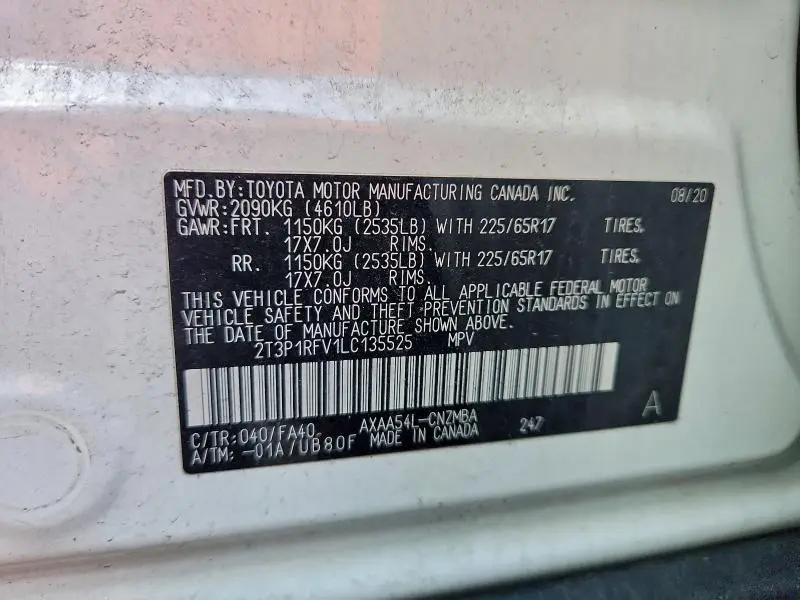 MFD.BY:TOYOTA MOTOR MANUFACTURING CANADA INC. 08/20
GVWR:2090KG (4610LB)
GAWR:FRT. 1150KG (2535LB) WITH 225/65R17 TIRES.
17X7.0J RIMS.
RR. 1150KG (2535LB) WITH 225/65R17 TIRES.
17X7.0J RIMS.
THIS VEHICLE CONFORMS TO ALL APPLICABLE FEDERAL MOTOR
VEHICLE SAFETY AND THEFT PREVENTION STANDARDS IN EFFECT ON
THE DATE OF MANUFACTURE SHOWN ABOVE.
2T3P1RFV1LC135525 MPV
A
C/TR:040/FA40 AXAA54L-CNZMBA 247
A/TM: -01A/UB80F MADE IN CANADA